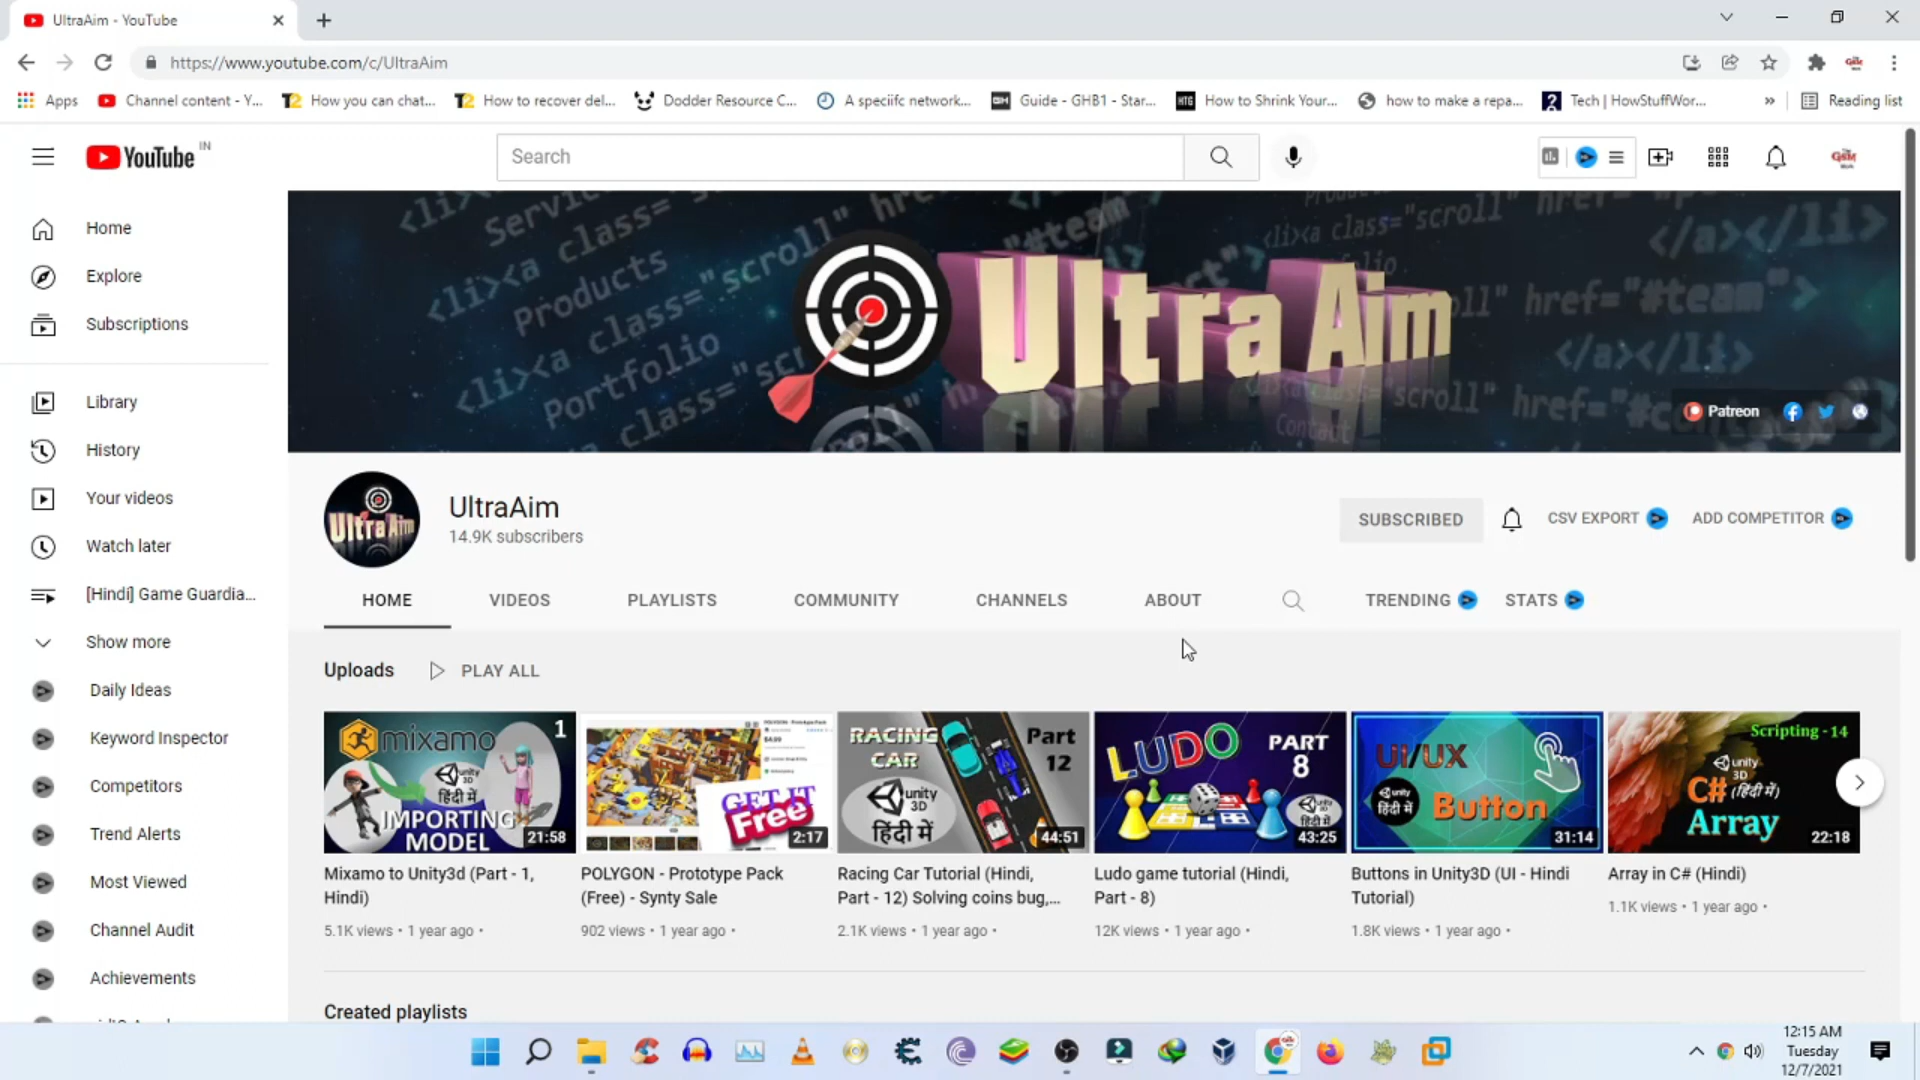 UltraAim - YouTube
https://www.youtube.com/c/UltraAim
Apps
Channel content - Y...
How you can chat...
How to recover del...
Dodder Resource C...
A speciifc network...
Guide - GHB1 - Star...
How to Shrink Your...
how to make a repa...
Tech | HowStuffWor...
Reading list
YouTube IN
Search
Home
Explore
Subscriptions
Library
History
Your videos
Watch later
[Hindi] Game Guardia...
Show more
Daily Ideas
Keyword Inspector
Competitors
Trend Alerts
Most Viewed
Channel Audit
Achievements
Ultra Aim
Patreon
UltraAim
UltraAim
14.9K subscribers
SUBSCRIBED
CSV EXPORT
ADD COMPETITOR
HOME
VIDEOS
PLAYLISTS
COMMUNITY
CHANNELS
ABOUT
TRENDING
STATS
Uploads
PLAY ALL
mixamo
1
unity
3D
हिंदी में
IMPORTING
MODEL
21:58
Mixamo to Unity3d (Part - 1,
Hindi)
5.1K views • 1 year ago •
GET IT
Free
2:17
POLYGON - Prototype Pack
(Free) - Synty Sale
902 views • 1 year ago •
RACING
CAR
Part
12
unity
3D
हिंदी में
44:51
Racing Car Tutorial (Hindi,
Part - 12) Solving coins bug,...
2.1K views • 1 year ago •
LUDO
PART
8
43:25
Ludo game tutorial (Hindi,
Part - 8)
12K views • 1 year ago •
UI/UX
unity
हिंदी में
Button
31:14
Buttons in Unity3D (UI - Hindi
Tutorial)
1.8K views • 1 year ago •
Scripting - 14
unity
3D
C# (हिंदी में)
Array
22:18
Array in C# (Hindi)
1.1K views • 1 year ago •
Created playlists
12:15 AM
Tuesday
12/7/2021